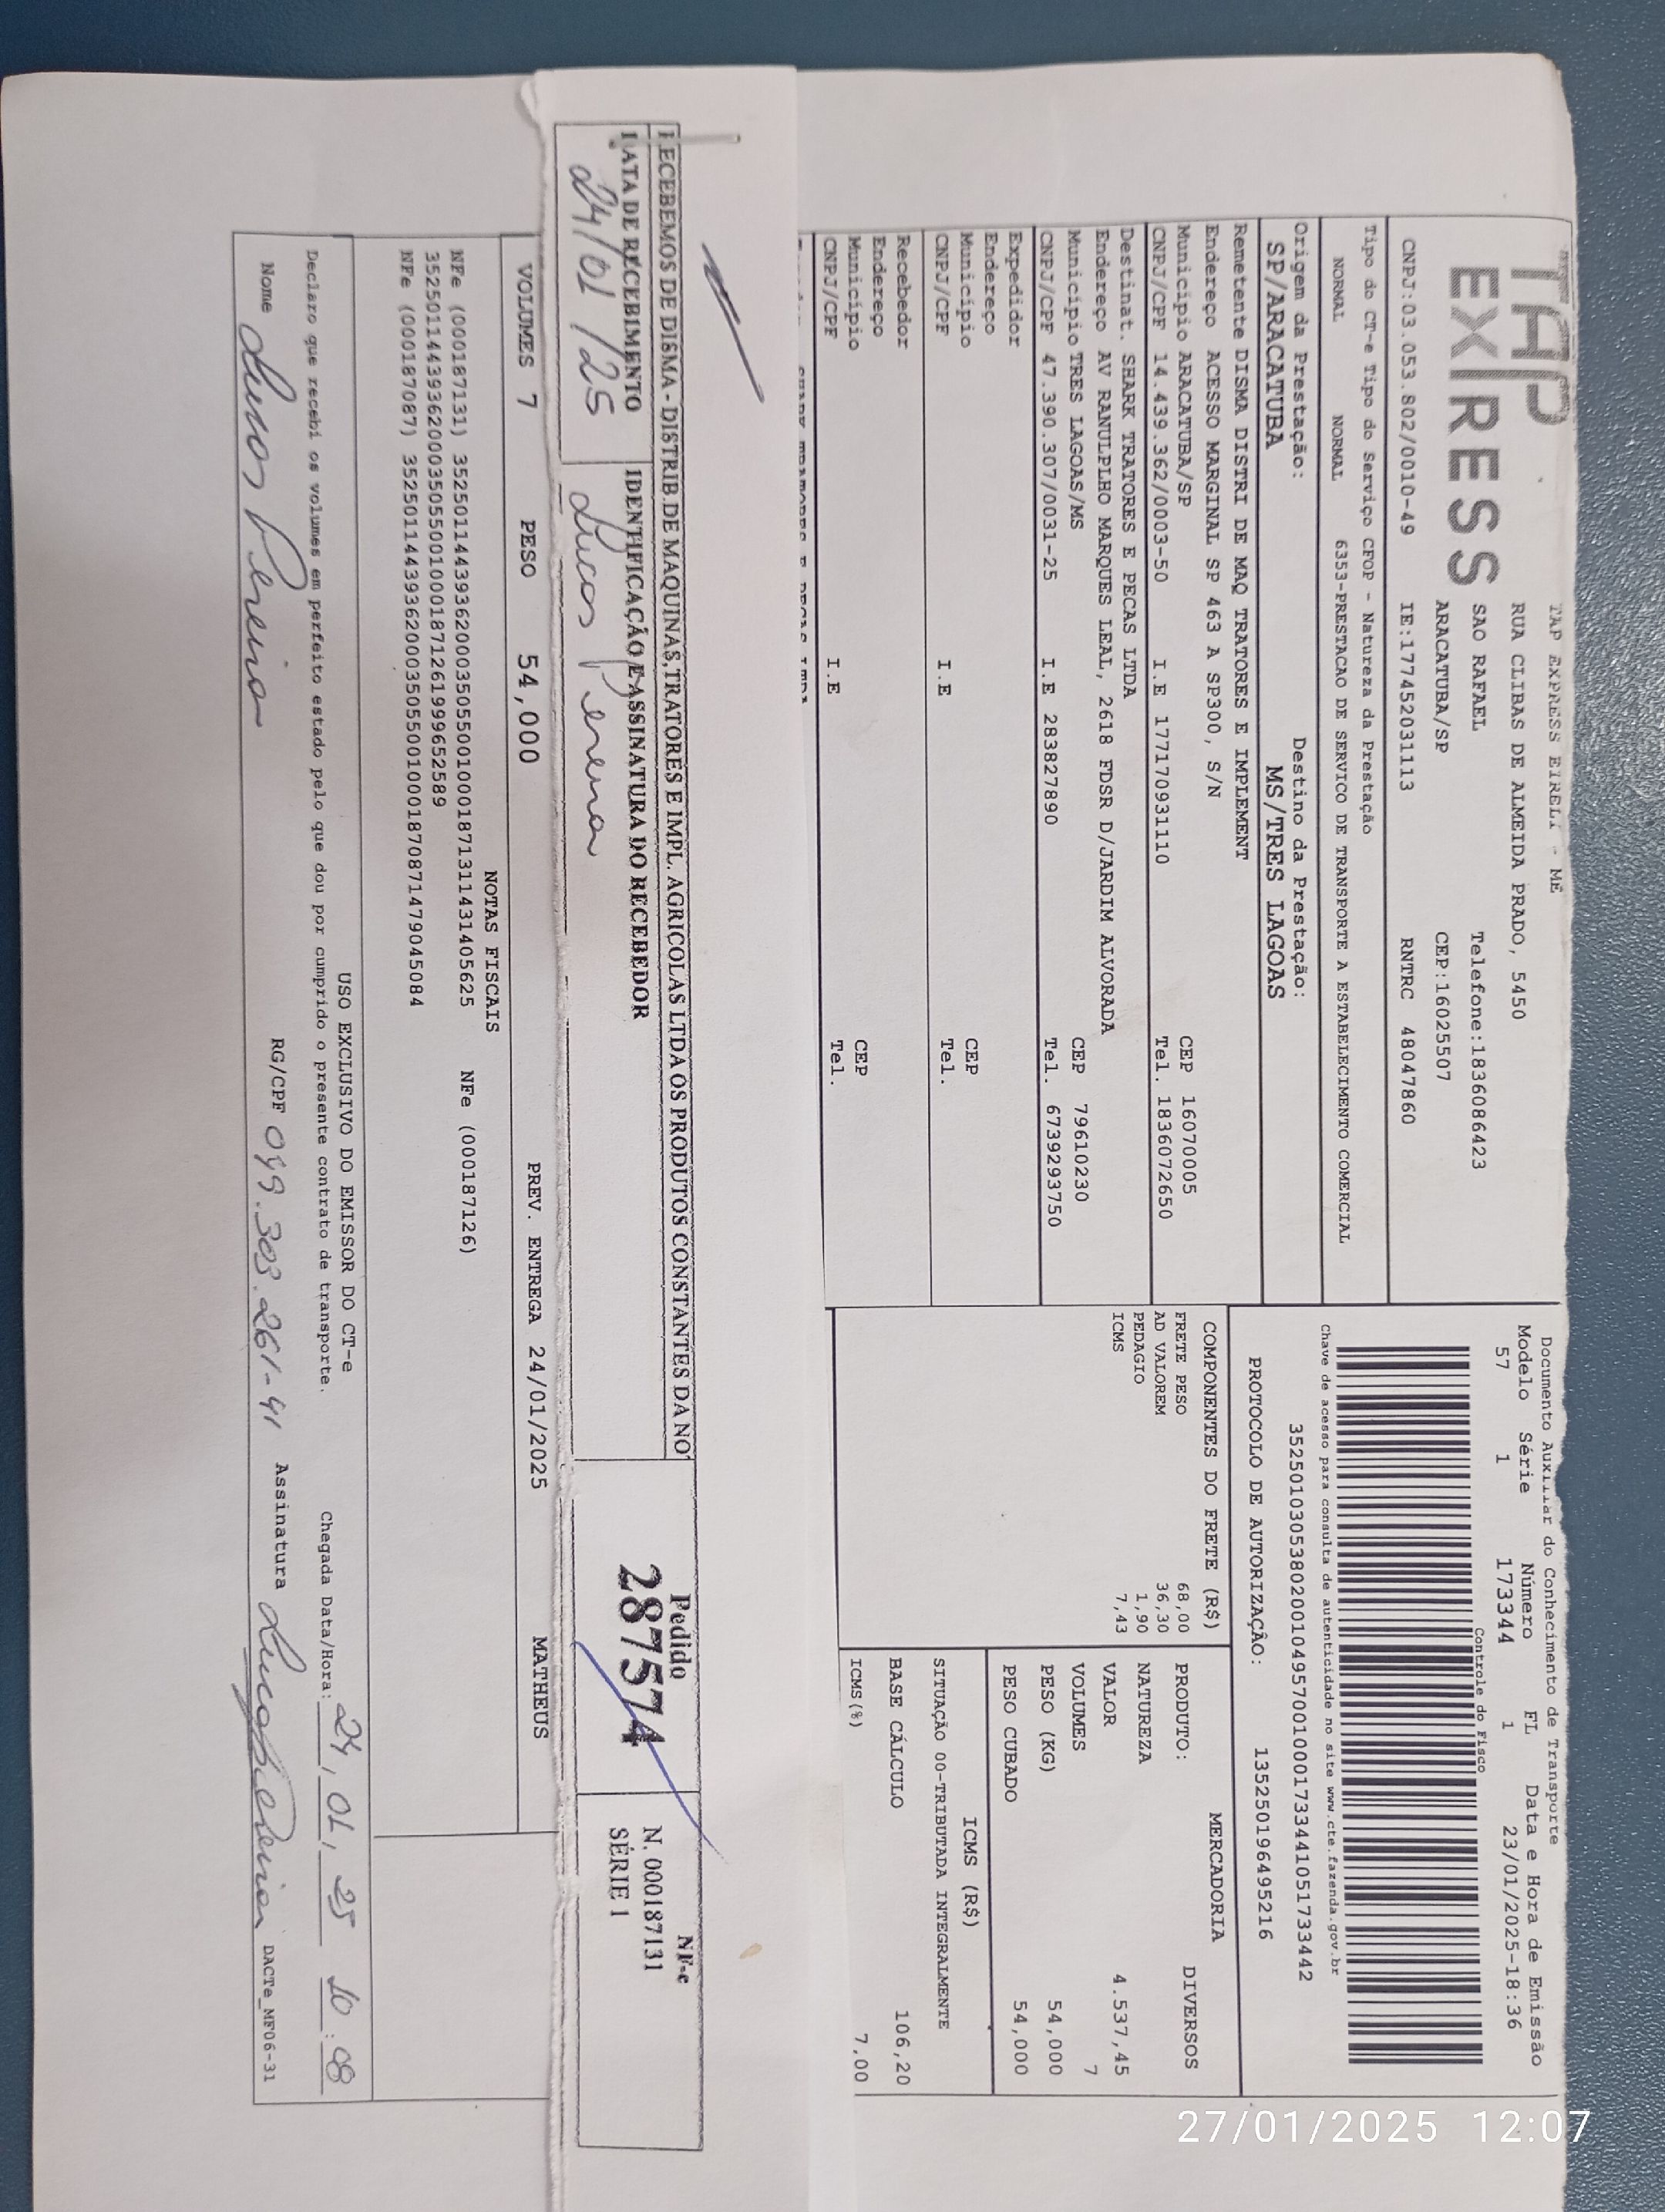 TAP EXPRESS EIRELI - ME
TAP
EXPRESS
RUA CLIBAS DE ALMEIDA PRADO, 5450
SAO RAFAEL Telefone:1836086423
ARACATUBA/SP CEP:16025507
CNPJ:03.053.802/0010-49 IE:177452031113 RNTRC 48047860
Documento Auxiliar do Conhecimento de Transporte
Modelo Série Número FL Data e Hora de Emissão
57 1 173344 1 23/01/2025-18:36
Controle do Fisco
Tipo do CT-e Tipo do Serviço CFOP - Natureza da Prestação
NORMAL NORMAL 6353-PRESTACAO DE SERVICO DE TRANSPORTE A ESTABELECIMENTO COMERCIAL
Chave de acesso para consulta de autenticidade no site www.cte.fazenda.gov.br
35250103053802001049570010001733441051733442
Origem da Prestação: Destino da Prestação:
SP/ARACATUBA MS/TRES LAGOAS
PROTOCOLO DE AUTORIZAÇÃO: 135250196495216
Remetente DISMA DISTRI DE MAQ TRATORES E IMPLEMENT
Endereço ACESSO MARGINAL SP 463 A SP300, S/N
Município ARACATUBA/SP CEP 16070005
CNPJ/CPF 14.439.362/0003-50 I.E 177170931110 Tel. 1836072650
Destinat. SHARK TRATORES E PECAS LTDA
Endereço AV RANULPLHO MARQUES LEAL, 2618 FDSR D/JARDIM ALVORADA
Município TRES LAGOAS/MS CEP 79610230
CNPJ/CPF 47.390.307/0031-25 I.E 283827890 Tel. 6739293750
Expedidor
Endereço
Município CEP
CNPJ/CPF I.E Tel.
Recebedor
Endereço
Município CEP
CNPJ/CPF I.E Tel.
COMPONENTES DO FRETE (R$)
FRETE PESO 68,00
AD VALOREM 36,30
PEDAGIO 1,90
ICMS 7,43
MERCADORIA
PRODUTO: DIVERSOS
NATUREZA
VALOR 4.537,45
VOLUMES 7
PESO (KG) 54,000
PESO CUBADO 54,000
ICMS (R$)
SITUAÇÃO 00-TRIBUTADA INTEGRALMENTE
BASE CÁLCULO 106,20
ICMS(%) 7,00
RECEBEMOS DE DISMA - DISTRIB.DE MAQUINAS,TRATORES E IMPL. AGRICOLAS LTDA OS PRODUTOS CONSTANTES DA NO
DATA DE RECEBIMENTO IDENTIFICAÇÃO E ASSINATURA DO RECEBEDOR
24/01/25 Lucas Pereira
Pedido
287574
NF-e
N. 000187131
SÉRIE 1
VOLUMES 7 PESO 54,000 PREV. ENTREGA 24/01/2025 MATHEUS
NOTAS FISCAIS
NFe (000187131) 35250114439362000350550010001871311431405625 NFe (000187126)
35250114439362000350550010001871261999652589
NFe (000187087) 35250114439362000350550010001870871479045084
USO EXCLUSIVO DO EMISSOR DO CT-e
Declaro que recebi os volumes em perfeito estado pelo que dou por cumprido o presente contrato de transporte. Chegada Data/Hora: 24, 01, 25 10:08
Nome Lucas Pereira RG/CPF 099.303.261-41 Assinatura Lucas Pereira DACTe_MF06-31
27/01/2025 12:07